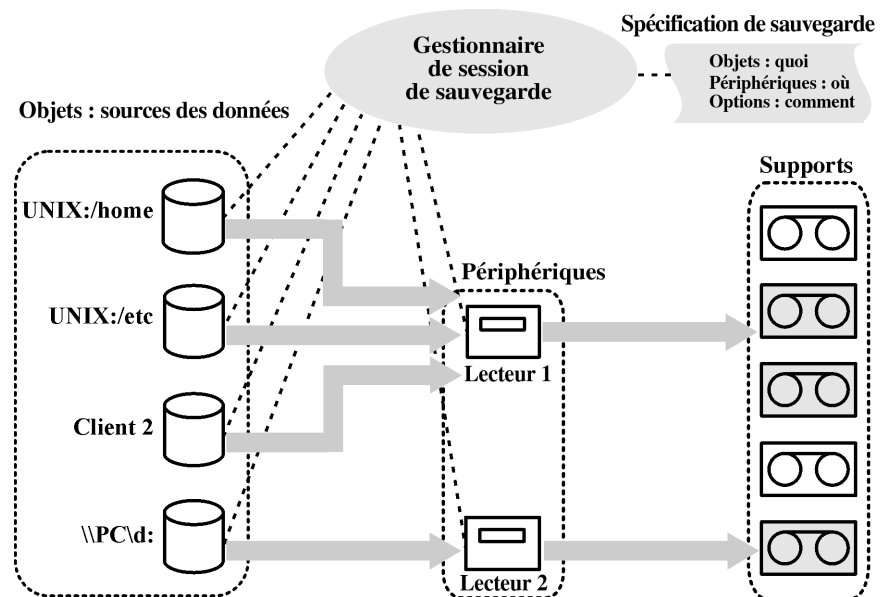 Spécification de sauvegarde
Gestionnaire
de session
de sauvegarde
Objets : quoi
Périphériques : où
Options : comment
Objets : sources des données
Supports
UNIX:/home
Périphériques
UNIX:/etc
Lecteur 1
Client 2
\\PC\d:
Lecteur 2